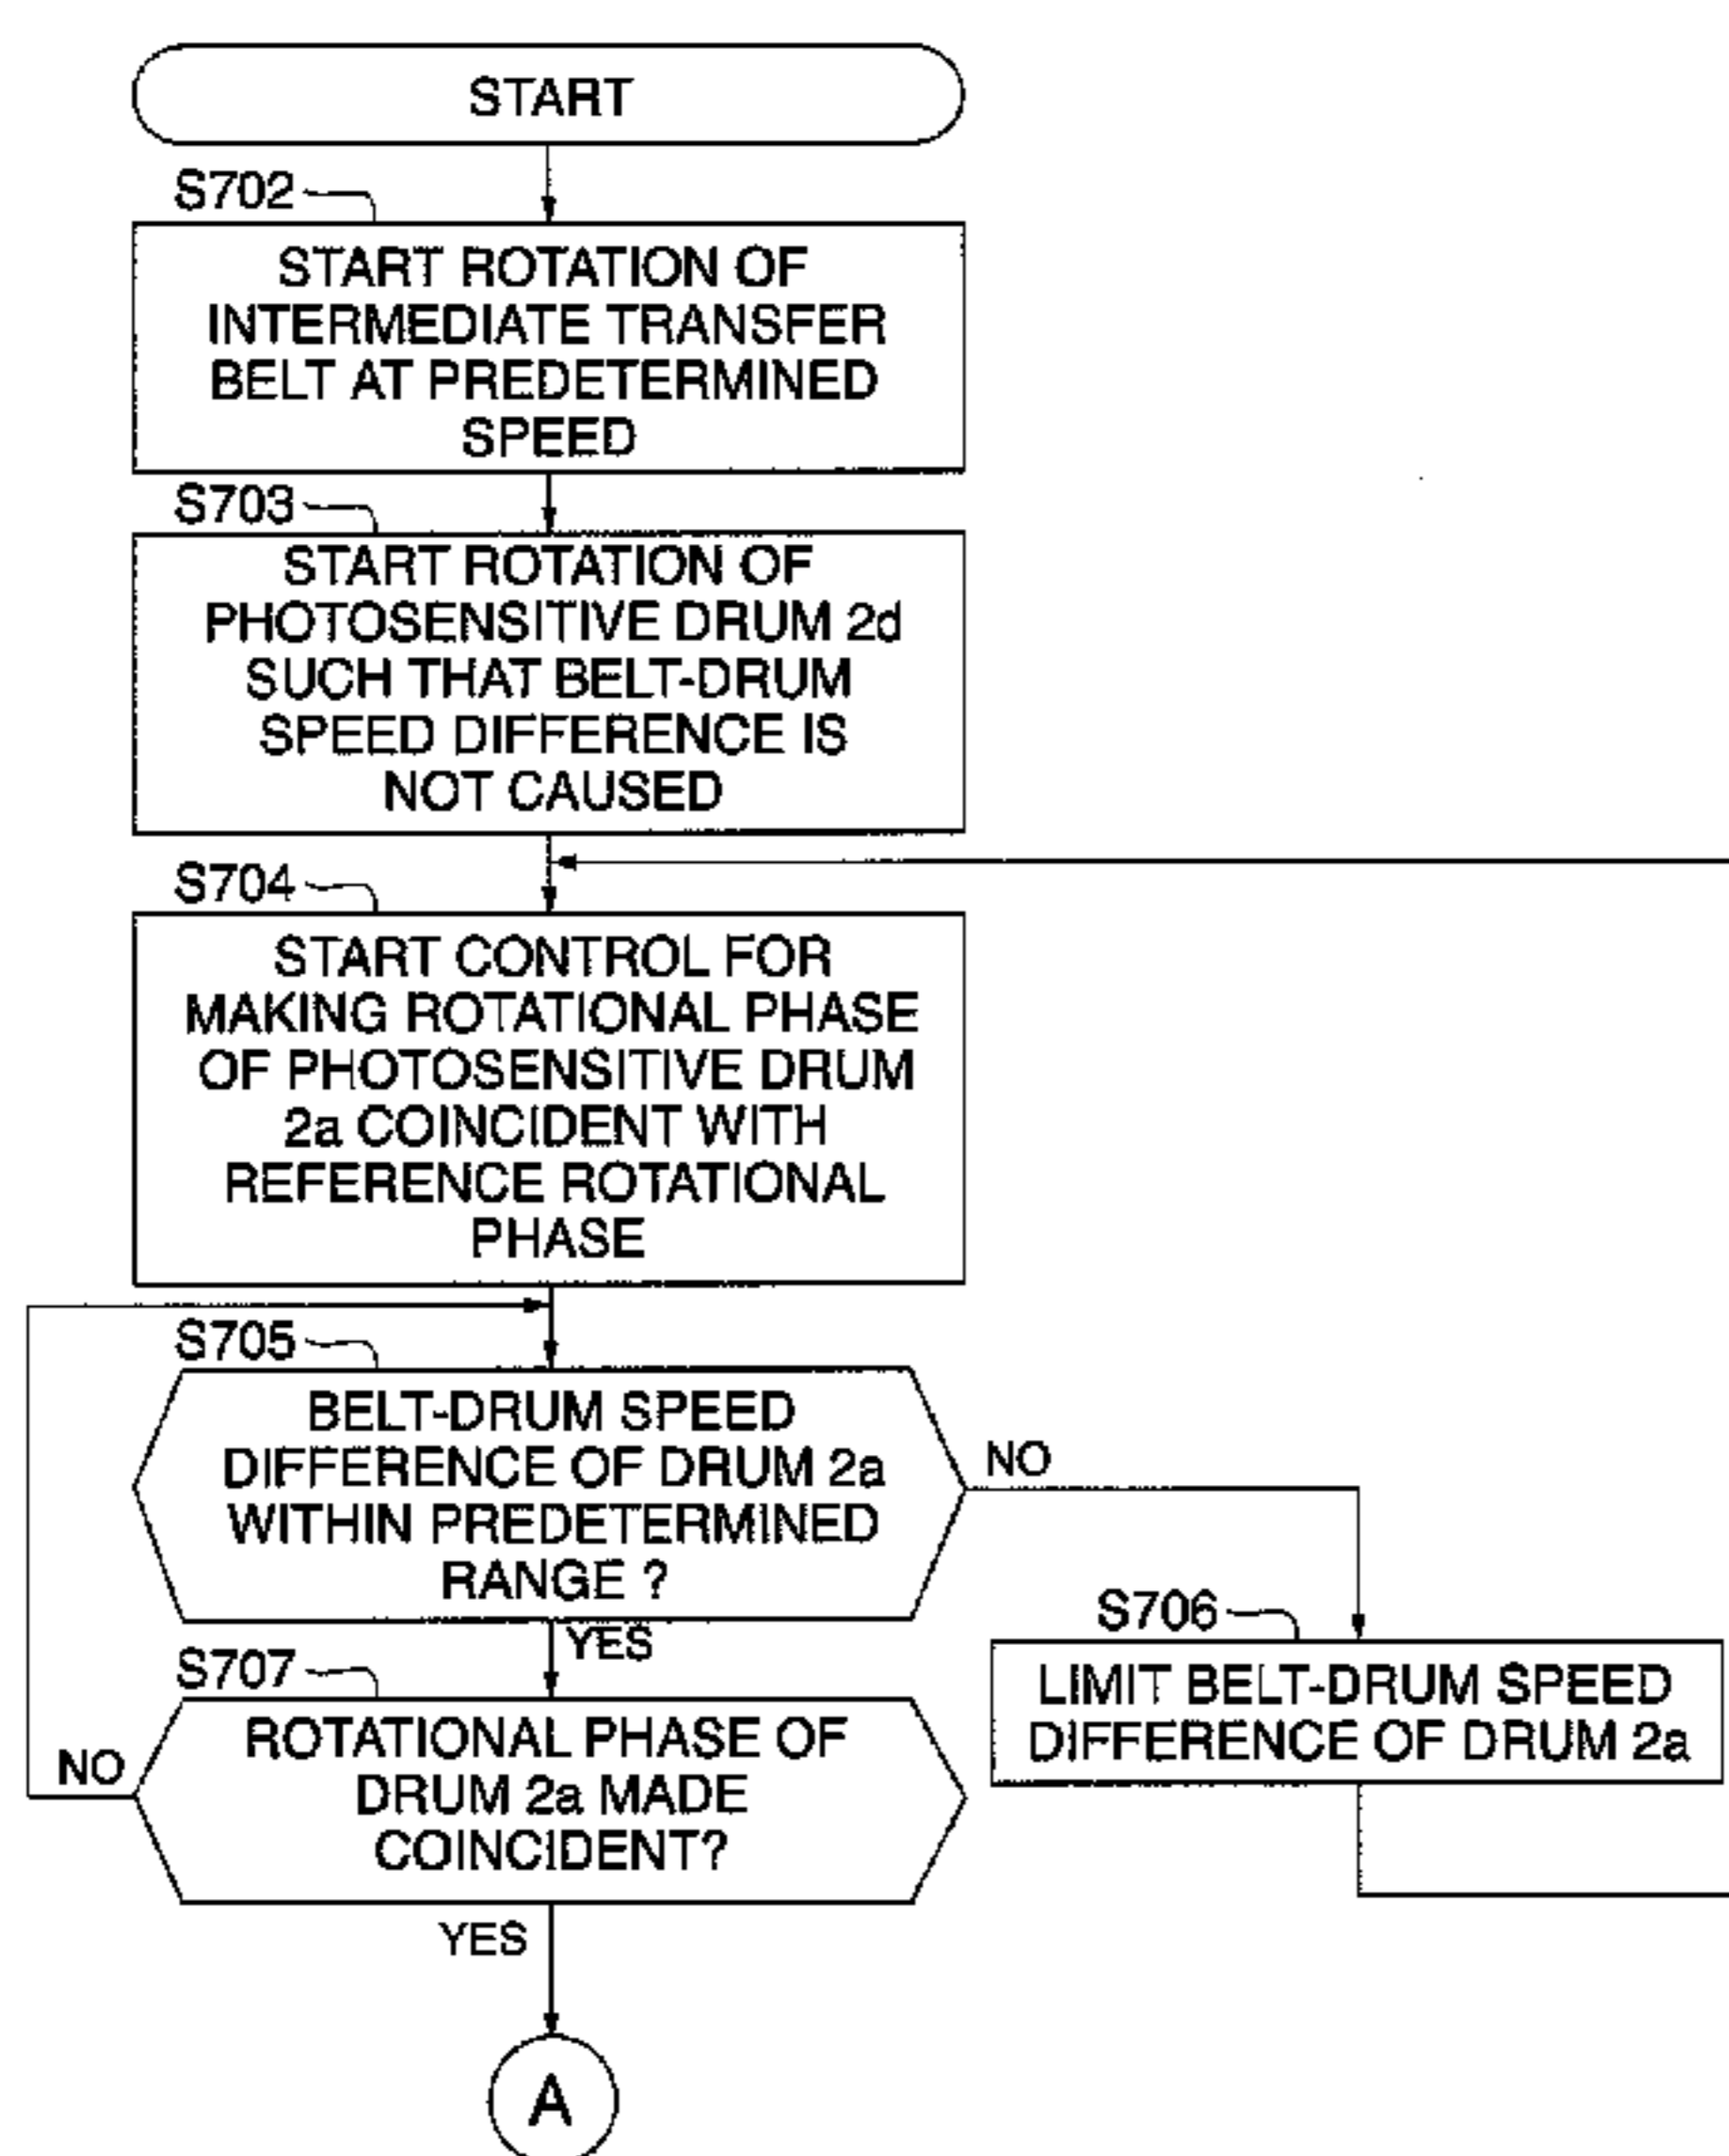 START
S702
START ROTATION OF
INTERMEDIATE TRANSFER
BELT AT PREDETERMINED
SPEED
S703
START ROTATION OF
PHOTOSENSITIVE DRUM 2d
SUCH THAT BELT-DRUM
SPEED DIFFERENCE IS
NOT CAUSED
S704
START CONTROL FOR
MAKING ROTATIONAL PHASE
OF PHOTOSENSITIVE DRUM
2a COINCIDENT WITH
REFERENCE ROTATIONAL
PHASE
S705
BELT-DRUM SPEED
DIFFERENCE OF DRUM 2a
WITHIN PREDETERMINED
RANGE ?
NO
YES
S706
LIMIT BELT-DRUM SPEED
DIFFERENCE OF DRUM 2a
S707
ROTATIONAL PHASE OF
DRUM 2a MADE
COINCIDENT?
NO
YES
A